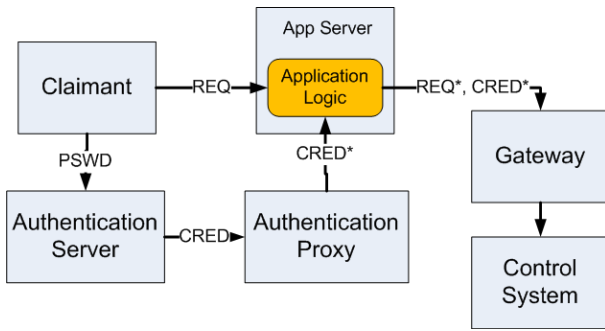 App Server
Claimant
REQ
Application
Logic
REQ*, CRED*
PSWD
CRED*
Gateway
Authentication
Server
CRED
Authentication
Proxy
Control
System